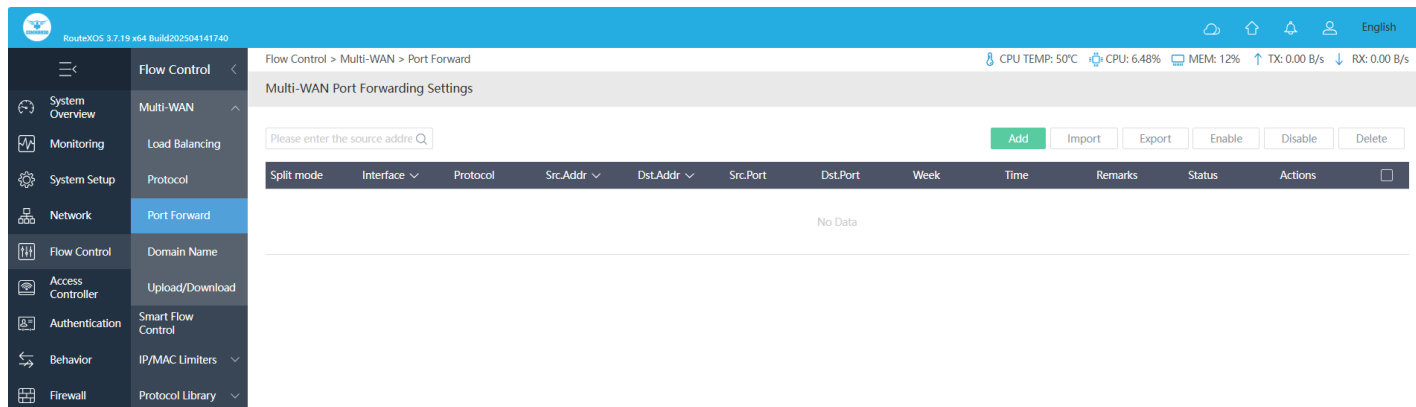 RouteXOS 3.7.19 x64 Build202504141740
English
Flow Control
Flow Control > Multi-WAN > Port Forward
CPU TEMP: 50°C CPU: 6.48% MEM: 12% TX: 0.00 B/s RX: 0.00 B/s
Multi-WAN Port Forwarding Settings
System
Overview
Monitoring
System Setup
Network
Flow Control
Access
Controller
Authentication
Behavior
Firewall
Multi-WAN
Load Balancing
Protocol
Port Forward
Domain Name
Upload/Download
Smart Flow
Control
IP/MAC Limiters
Protocol Library
Please enter the source addre
Add Import Export Enable Disable Delete
Split mode Interface Protocol Src.Addr Dst.Addr Src.Port Dst.Port Week Time Remarks Status Actions
No Data